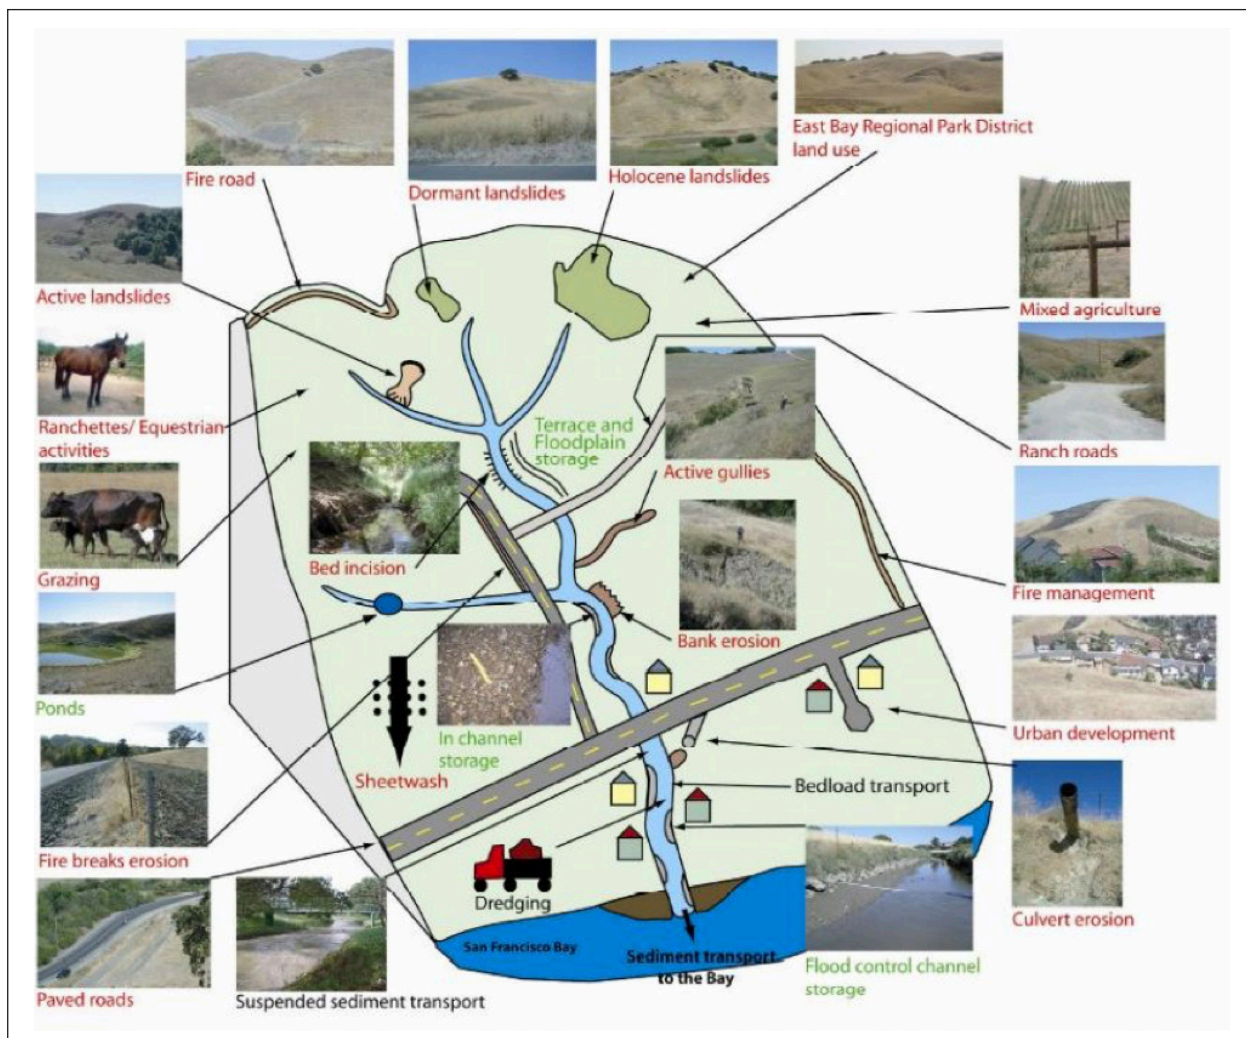 East Bay Regional Park District
land use
Fire road
Dormant landslides
Holocene landslides
Active landslides
Mixed agriculture
Ranchettes/ Equestrian
activities
Terrace and
Floodplain
storage
Ranch roads
Active gullies
Grazing
Bed incision
Fire management
Bank erosion
Ponds
In channel
storage
Urban development
Sheetwash
Bedload transport
Fire breaks erosion
Dredging
Culvert erosion
San Francisco Bay
Sediment transport
to the Bay
Flood control channel
storage
Paved roads
Suspended sediment transport